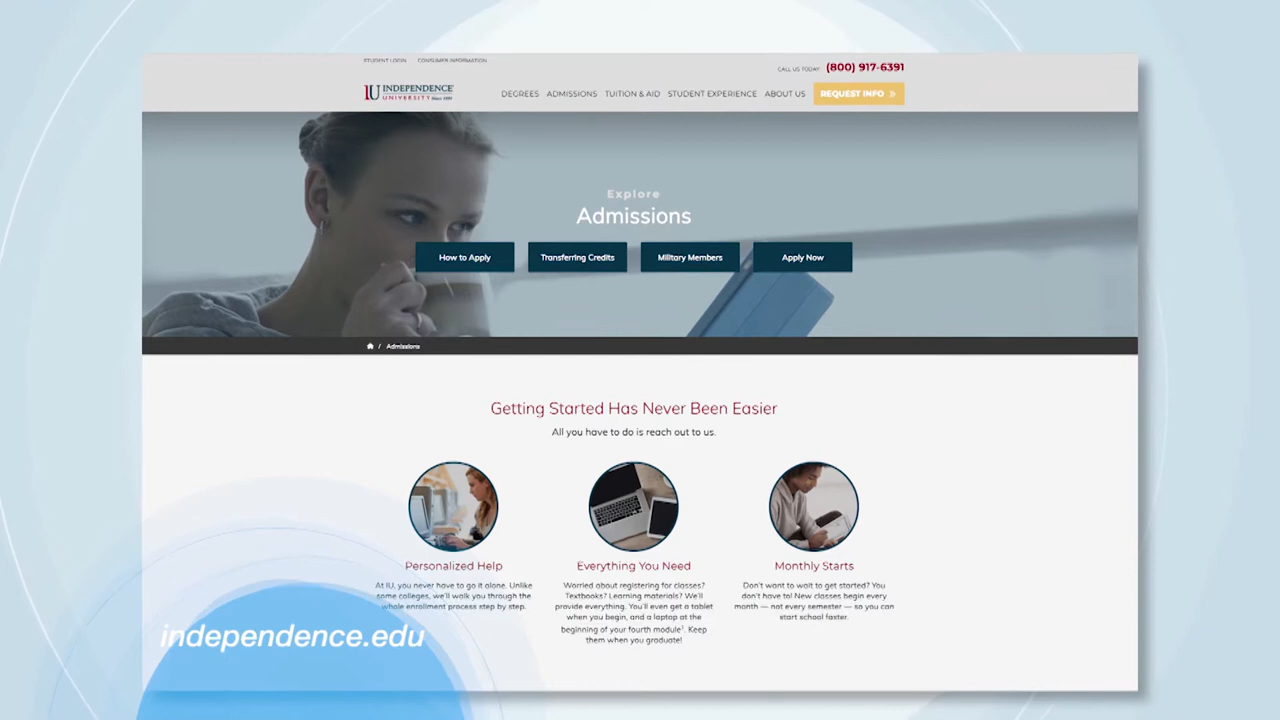 STUDENT LOGIN CONSUMER INFORMATION
CALL US TODAY (800) 917-6391
IU INDEPENDENCE
UNIVERSITY Since 1895
DEGREES ADMISSIONS TUITION & AID STUDENT EXPERIENCE ABOUT US REQUEST INFO »
Explore
Admissions
How to Apply Transferring Credits Military Members Apply Now
/ Admissions
Getting Started Has Never Been Easier
All you have to do is reach out to us.
Personalized Help
At IU, you never have to go it alone. Unlike
some colleges, we'll walk you through the
whole enrollment process step by step.
Everything You Need
Worried about registering for classes?
Textbooks? Learning materials? We'll
provide everything. You'll even get a tablet
when you begin, and a laptop at the
beginning of your fourth module¹. Keep
them when you graduate!
Monthly Starts
Don't want to wait to get started? You
don't have to! New classes begin every
month — not every semester — so you can
start school faster.
independence.edu